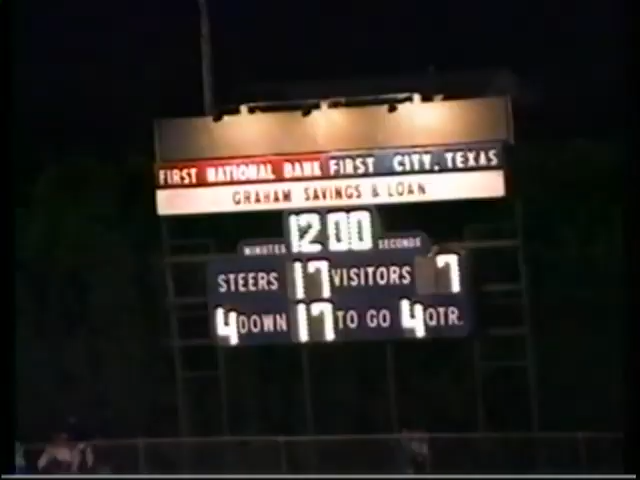 FIRST NATIONAL BANK FIRST CITY, TEXAS
GRAHAM SAVINGS & LOAN
MINUTES 12 00 SECONDS
STEERS 17 VISITORS 7
4 DOWN 17 TO GO 4 QTR.